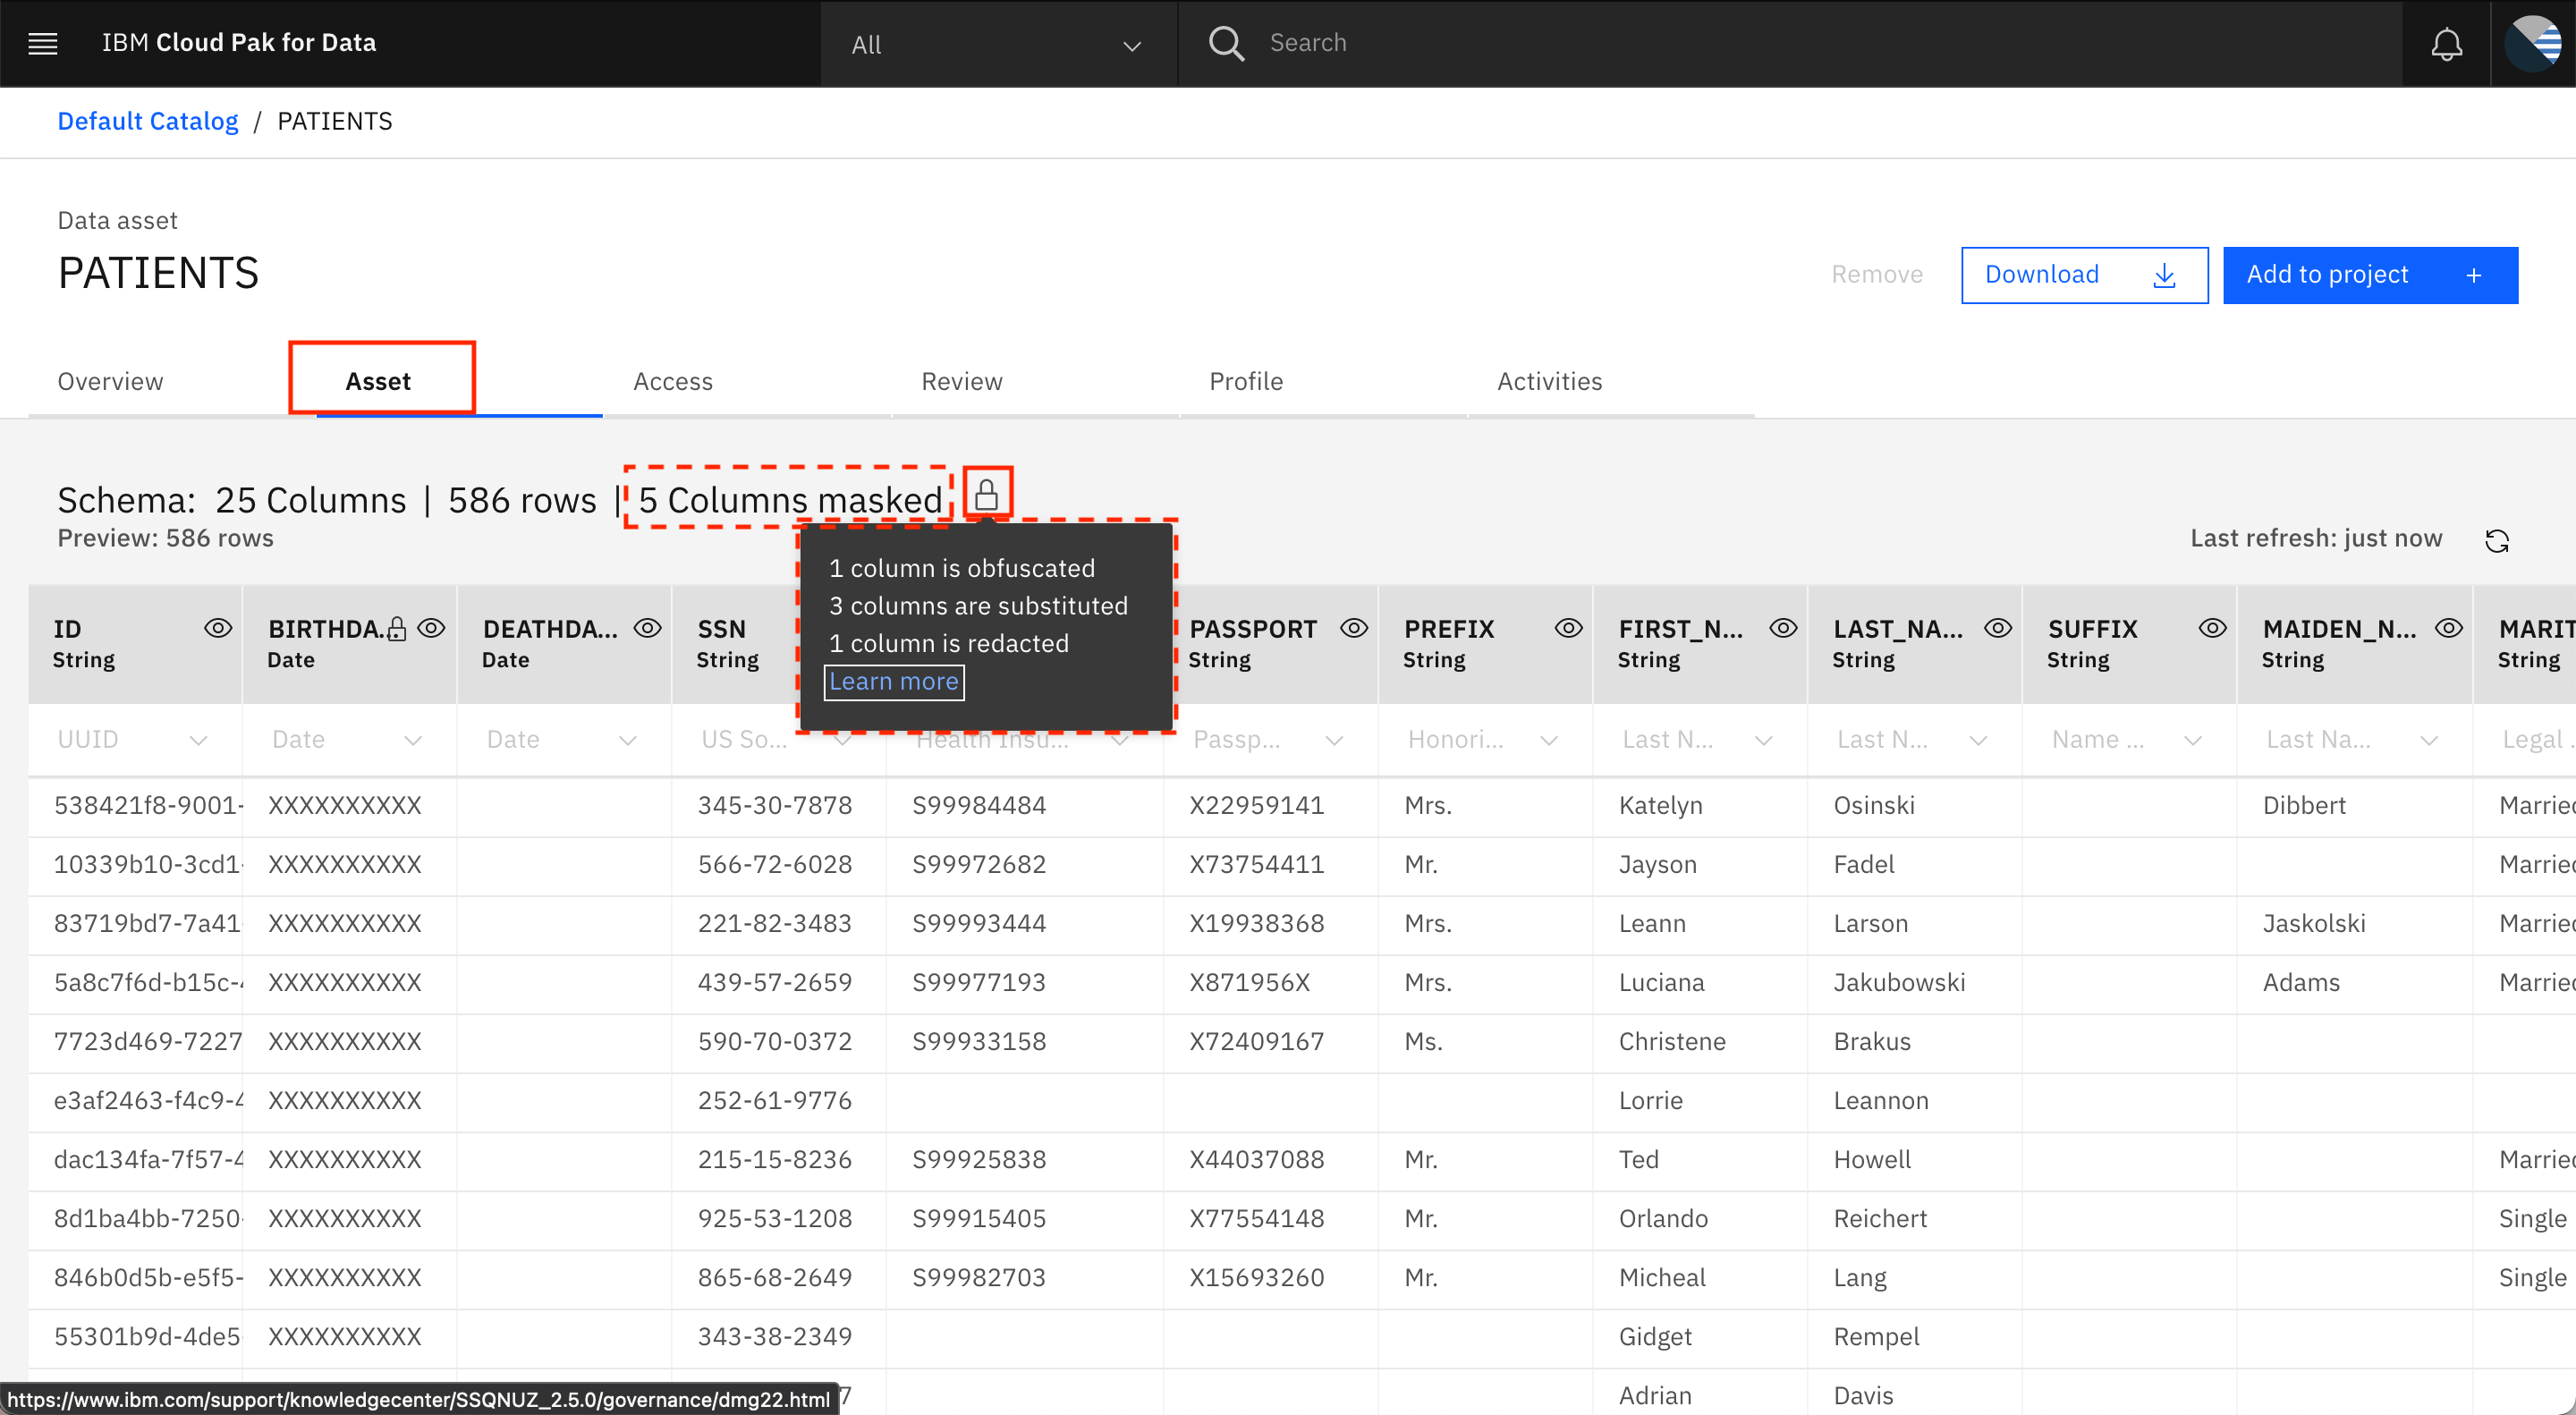 IBM Cloud Pak for Data
All
Search
Default Catalog / PATIENTS
Data asset
PATIENTS
Remove
Download
Add to project +
Overview
Asset
Access
Review
Profile
Activities
Schema: 25 Columns | 586 rows | 5 Columns masked
Preview: 586 rows
Last refresh: just now
1 column is obfuscated
3 columns are substituted
1 column is redacted
Learn more
ID BIRTHDA... DEATHDA... SSN PASSPORT PREFIX FIRST_N... LAST_NA... SUFFIX MAIDEN_N... MARIT
String Date Date String String String String String String String String
UUID Date Date US So... Health Insu... Passp... Honori... Last N... Last N... Name ... Last Na... Legal .
538421f8-9001- XXXXXXXXXX 345-30-7878 S99984484 X22959141 Mrs. Katelyn Osinski Dibbert Married
10339b10-3cd1- XXXXXXXXXX 566-72-6028 S99972682 X73754411 Mr. Jayson Fadel Married
83719bd7-7a41- XXXXXXXXXX 221-82-3483 S99993444 X19938368 Mrs. Leann Larson Jaskolski Married
5a8c7f6d-b15c-4 XXXXXXXXXX 439-57-2659 S99977193 X871956X Mrs. Luciana Jakubowski Adams Married
7723d469-7227 XXXXXXXXXX 590-70-0372 S99933158 X72409167 Ms. Christene Brakus
e3af2463-f4c9-4 XXXXXXXXXX 252-61-9776 Lorrie Leannon
dac134fa-7f57-4 XXXXXXXXXX 215-15-8236 S99925838 X44037088 Mr. Ted Howell Married
8d1ba4bb-7250- XXXXXXXXXX 925-53-1208 S99915405 X77554148 Mr. Orlando Reichert Single
846b0d5b-e5f5- XXXXXXXXXX 865-68-2649 S99982703 X15693260 Mr. Micheal Lang Single
55301b9d-4de5 XXXXXXXXXX 343-38-2349 Gidget Rempel
7 Adrian Davis
https://www.ibm.com/support/knowledgecenter/SSQNUZ_2.5.0/governance/dmg22.html